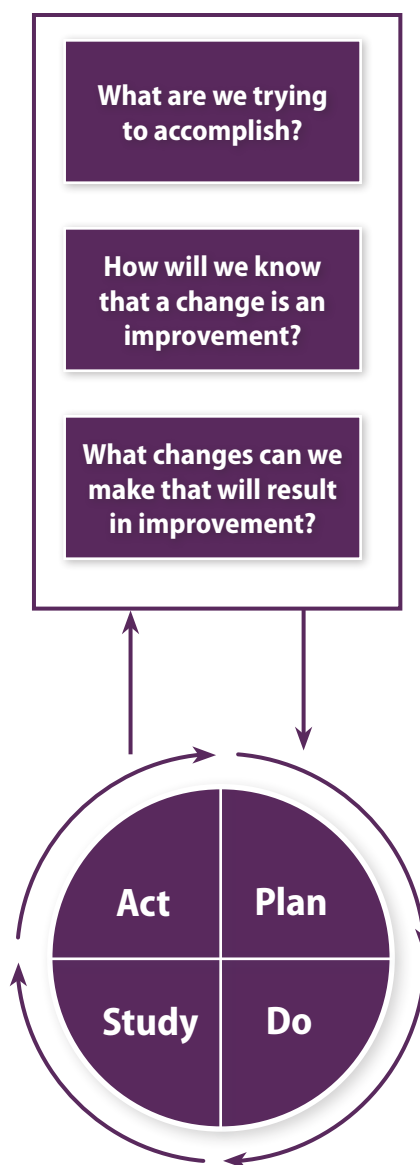 What are we trying
to accomplish?
How will we know
that a change is an
improvement?
What changes can we
make that will result
in improvement?
Act
Plan
Study
Do